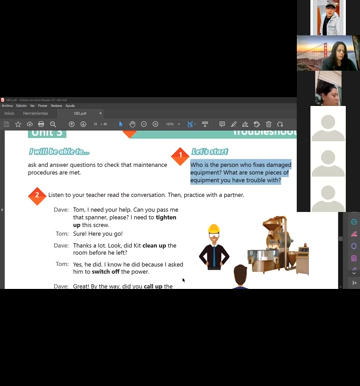 Inicio
Herramientas
Unit 3
Troubleshoot
I will be able to...
ask and answer questions to check that maintenance
procedures are met.
1
Let's start
Who is the person who fixes damaged
equipment? What are some pieces of
equipment you have trouble with?
2
Listen to your teacher read the conversation. Then, practice with a partner.
Dave: Tom, I need your help. Can you pass me
that spanner, please? I need to tighten
up this screw.
Tom: Sure! Here you go!
Dave: Thanks a lot. Look, did Kit clean up the
room before he left?
Tom: Yes, he did. I know he did because I asked
him to switch off the power.
Dave: Great! By the way, did you call up the